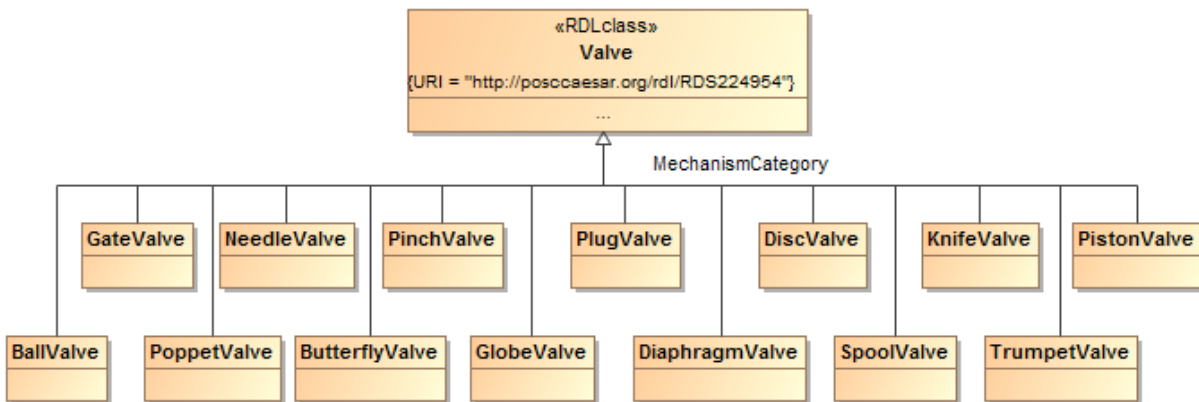 «RDLclass»
Valve
{URI = "http://posccaesar.org/rdl/RDS224954"}
...
MechanismCategory
GateValve
NeedleValve
PinchValve
PlugValve
DiscValve
KnifeValve
PistonValve
BallValve
PoppetValve
ButterflyValve
GlobeValve
DiaphragmValve
SpoolValve
TrumpetValve